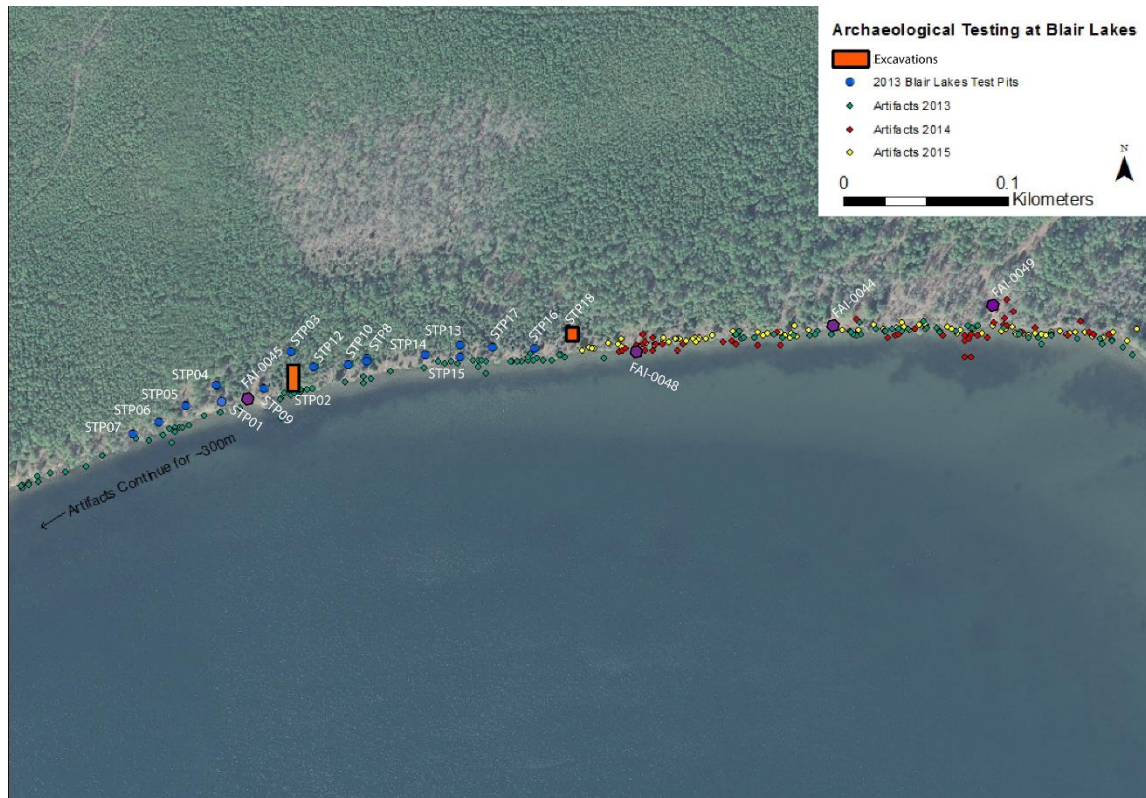 Archaeological Testing at Blair Lakes
Excavations
2013 Blair Lakes Test Pits
Artifacts 2013
Artifacts 2014
Artifacts 2015
N
0
0.1
Kilometers
FAI-0049
FAI-0044
STP18
FAI-0048
STP16
STP17
STP13
STP14
STP15
STP8
STP10
STP12
STP03
STP02
STP09
FAI-0045
STP01
STP04
STP05
STP06
STP07
← Artifacts Continue for ~300m